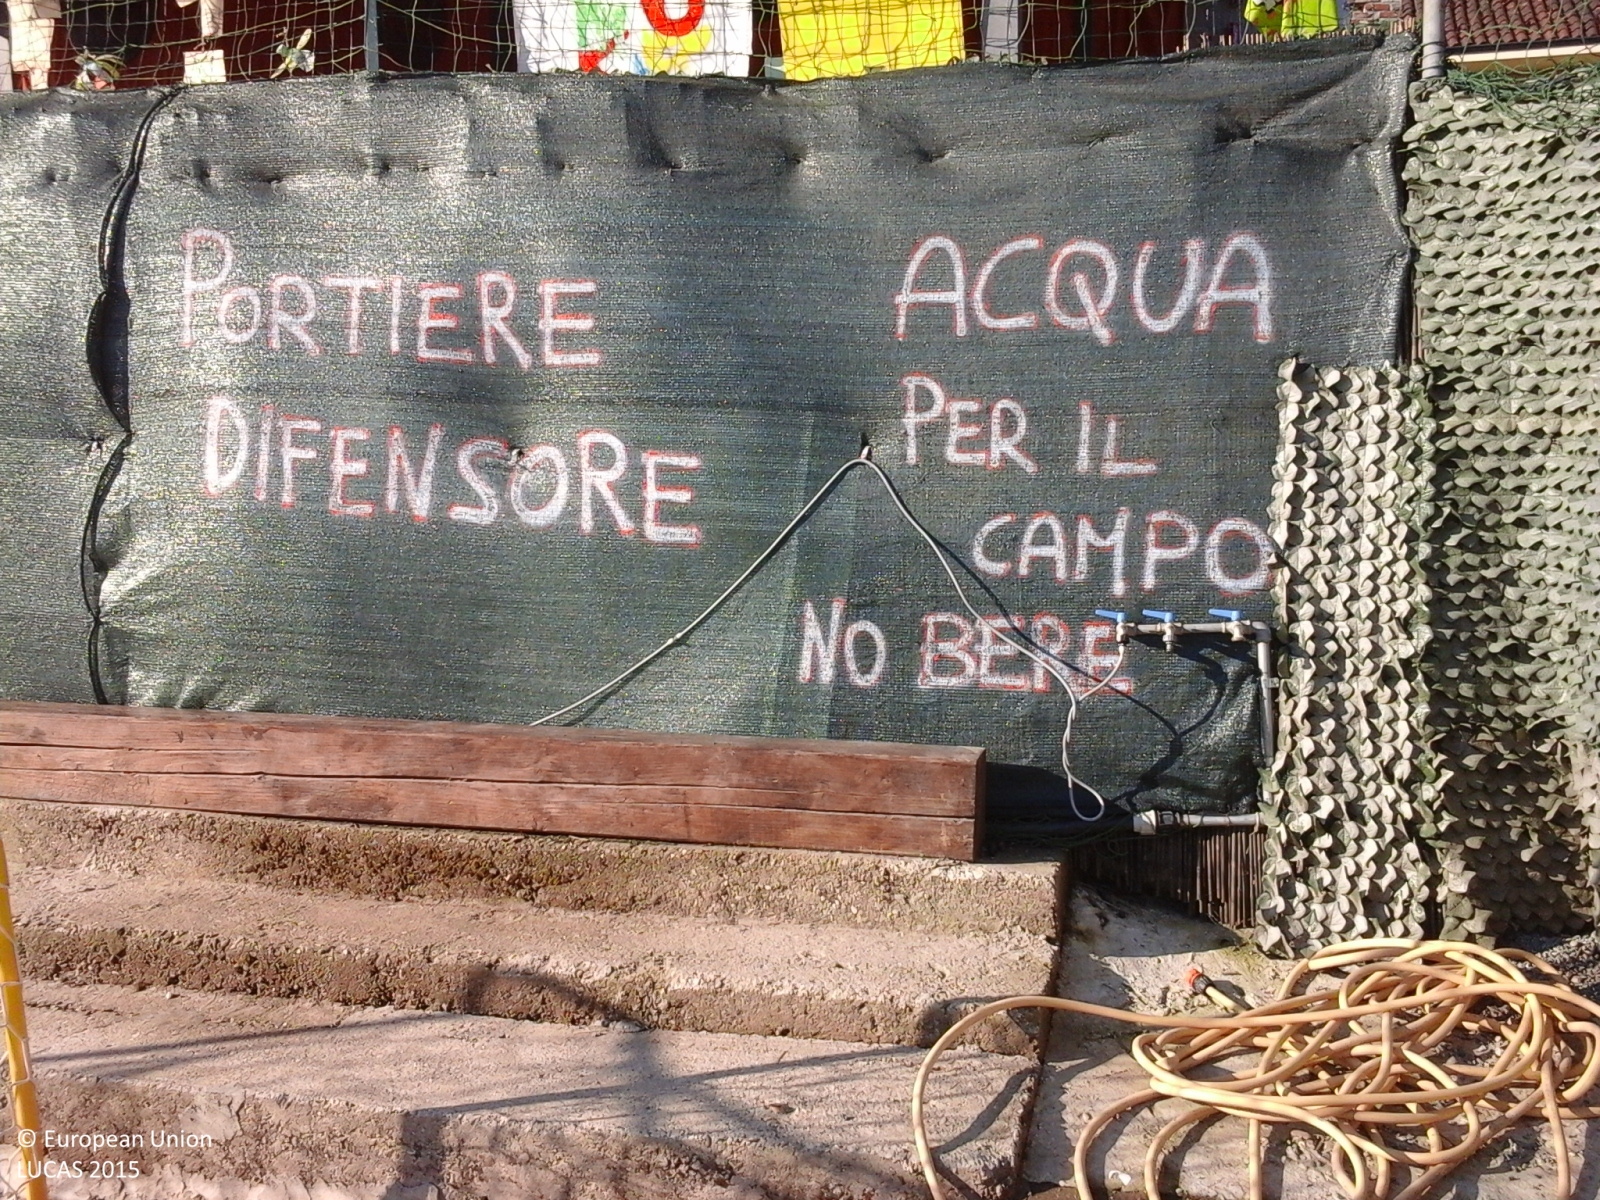 PORTIERE
DIFENSORE
ACQUA
PER IL
CAMPO
NO BERE
© European Union
LUCAS 2015